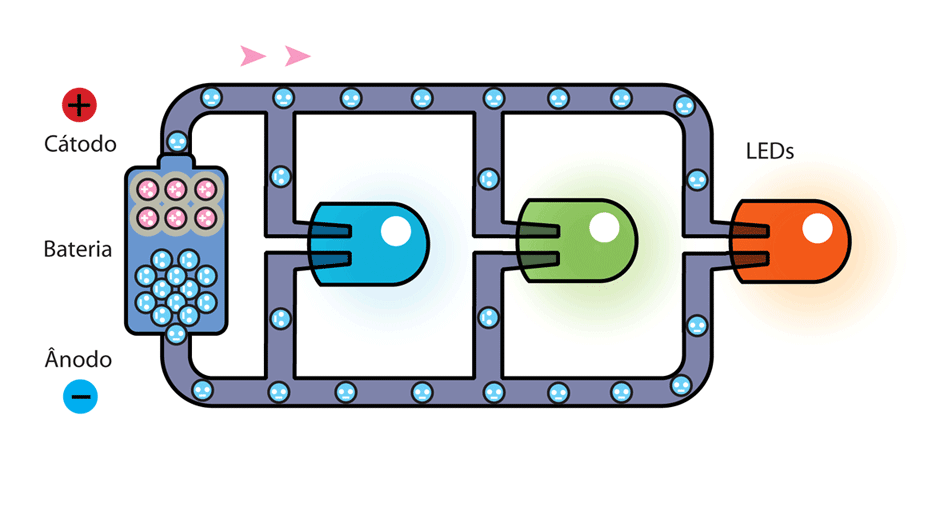 +
Cátodo
LEDs
Bateria
Ânodo
−